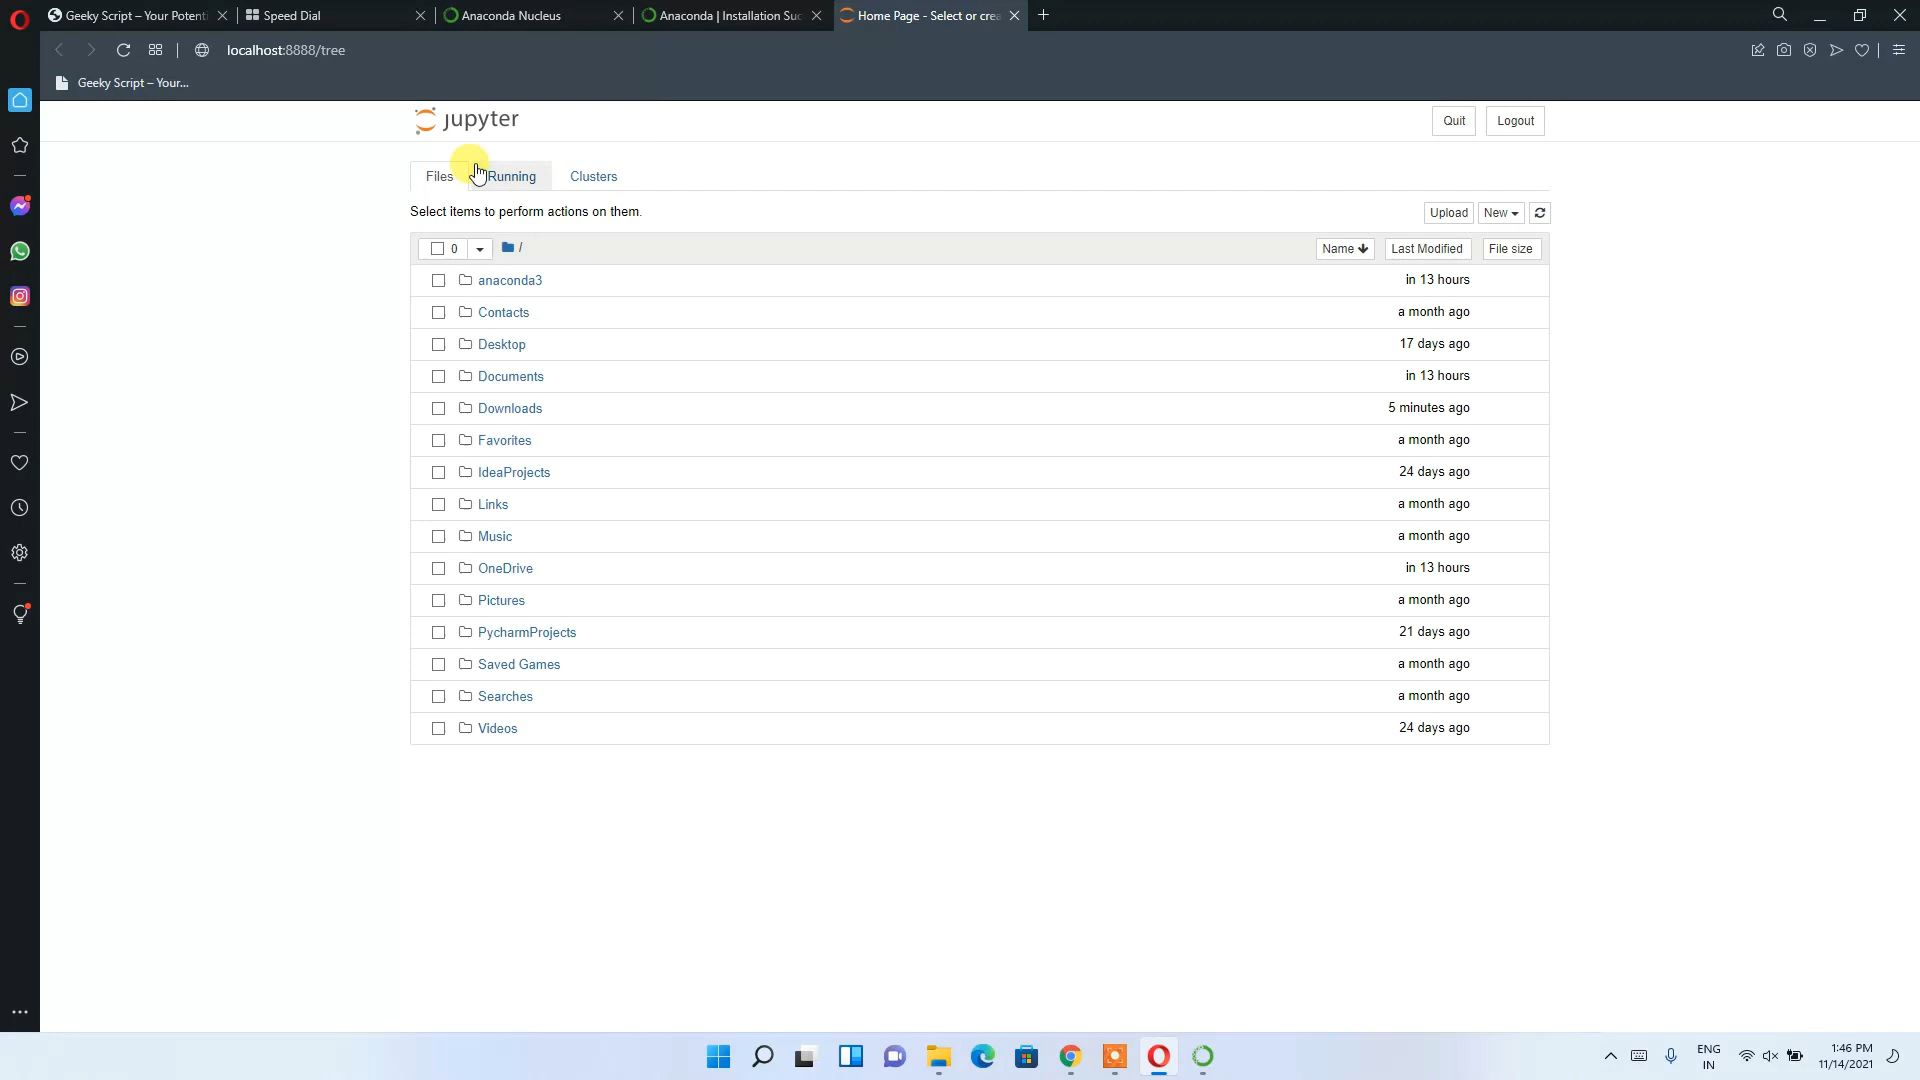 Geeky Script – Your Potenti
Speed Dial
Anaconda Nucleus
Anaconda | Installation Suc
Home Page - Select or crea
localhost:8888/tree
Geeky Script – Your...
jupyter
Quit
Logout
Files
Running
Clusters
Select items to perform actions on them.
Upload
New
0
/
Name
Last Modified
File size
anaconda3 in 13 hours
Contacts a month ago
Desktop 17 days ago
Documents in 13 hours
Downloads 5 minutes ago
Favorites a month ago
IdeaProjects 24 days ago
Links a month ago
Music a month ago
OneDrive in 13 hours
Pictures a month ago
PycharmProjects 21 days ago
Saved Games a month ago
Searches a month ago
Videos 24 days ago
ENG
IN
1:46 PM
11/14/2021